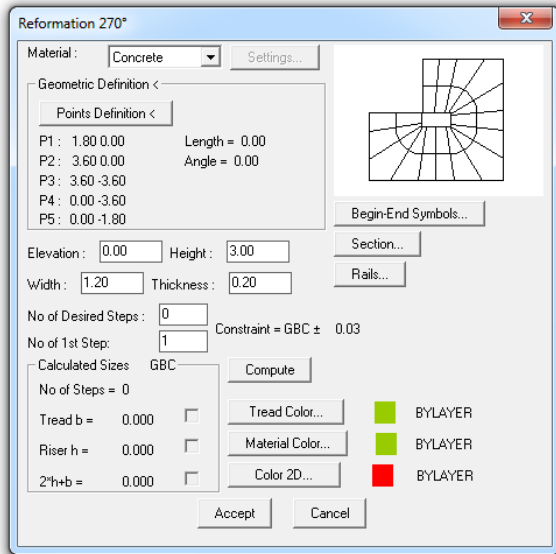 Reformation 270°
Material : Concrete Settings...
Geometric Definition <
Points Definition <
P1 : 1.80 0.00 Length = 0.00
P2 : 3.60 0.00 Angle = 0.00
P3 : 3.60 -3.60
P4 : 0.00 -3.60
P5 : 0.00 -1.80
Begin-End Symbols...
Section...
Rails...
Elevation : 0.00 Height : 3.00
Width : 1.20 Thickness : 0.20
No of Desired Steps : 0
Constraint = GBC ± 0.03
No of 1st Step: 1
Calculated Sizes GBC
Compute
No of Steps = 0
Tread b = 0.000
Riser h = 0.000
2*h+b = 0.000
Tread Color... BYLAYER
Material Color... BYLAYER
Color 2D... BYLAYER
Accept Cancel